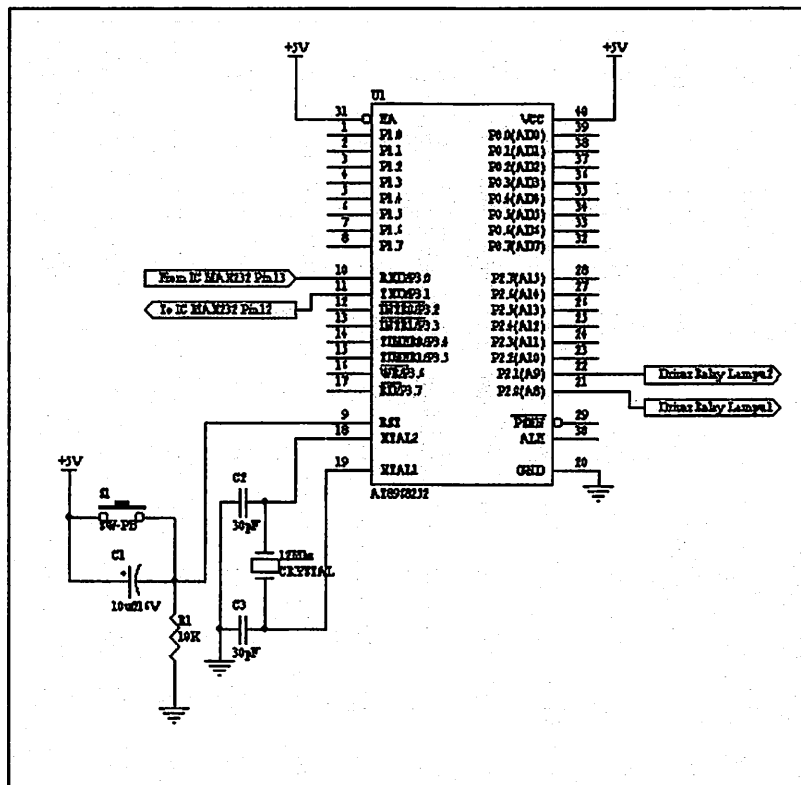 +5V
+5V
U1
31 EA VCC 40
1 P1.0 P0.0(AD0) 39
2 P1.1 P0.1(AD1) 38
3 P1.2 P0.2(AD2) 37
4 P1.3 P0.3(AD3) 36
5 P1.4 P0.4(AD4) 35
6 P1.5 P0.5(AD5) 34
7 P1.6 P0.6(AD6) 33
8 P1.7 P0.7(AD7) 32
From IC MAX232 Pin13 10 RXD/P3.0 P2.7(A15) 28
To IC MAX232 Pin12 11 TXD/P3.1 P2.6(A14) 27
12 INT0/P3.2 P2.5(A13) 26
13 INT1/P3.3 P2.4(A12) 25
14 TIMER0/P3.4 P2.3(A11) 24
15 TIMER1/P3.5 P2.2(A10) 23
16 WR/P3.6 P2.1(A9) 22 Driver Relay Lampu2
17 RD/P3.7 P2.0(A8) 21 Driver Relay Lampu1
9 RST PSEN 29
18 XTAL2 ALE 30
19 XTAL1 GND 20
AT89S8252
+5V
S1
SW-PB
C1
10uF/16V
R1
10K
C2
30pF
12MHz
CRYSTAL
C3
30pF